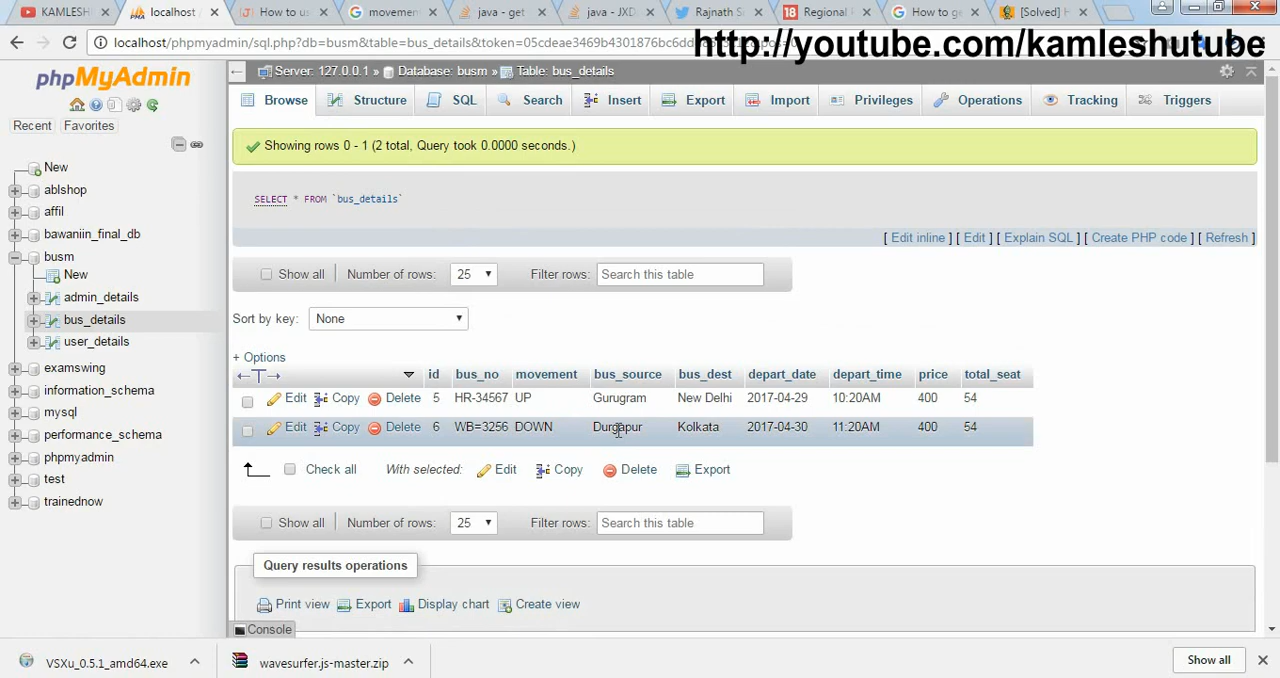 KAMLESH
localhost /
How to us
movemen
java - get
java - JXD
Rajnath Si
Regional
How to ge
[Solved] H
localhost/phpmyadmin/sql.php?db=busm&table=bus_details&token=05cdeae3469b4301876bc6dd
http://youtube.com/kamleshutube
phpMyAdmin
Server: 127.0.0.1 » Database: busm » Table: bus_details
Browse Structure SQL Search Insert Export Import Privileges Operations Tracking Triggers
Recent Favorites
Showing rows 0 - 1 (2 total, Query took 0.0000 seconds.)
New
ablshop
affil
bawaniin_final_db
busm
New
admin_details
bus_details
user_details
examswing
information_schema
mysql
performance_schema
phpmyadmin
test
trainednow
SELECT * FROM `bus_details`
[ Edit inline ] [ Edit ] [ Explain SQL ] [ Create PHP code ] [ Refresh ]
Show all Number of rows: 25 Filter rows: Search this table
Sort by key: None
+ Options
id bus_no movement bus_source bus_dest depart_date depart_time price total_seat
Edit Copy Delete 5 HR-34567 UP Gurugram New Delhi 2017-04-29 10:20AM 400 54
Edit Copy Delete 6 WB=3256 DOWN Durgapur Kolkata 2017-04-30 11:20AM 400 54
Check all With selected: Edit Copy Delete Export
Show all Number of rows: 25 Filter rows: Search this table
Query results operations
Print view Export Display chart Create view
Console
VSXu_0.5.1_amd64.exe
wavesurfer.js-master.zip
Show all